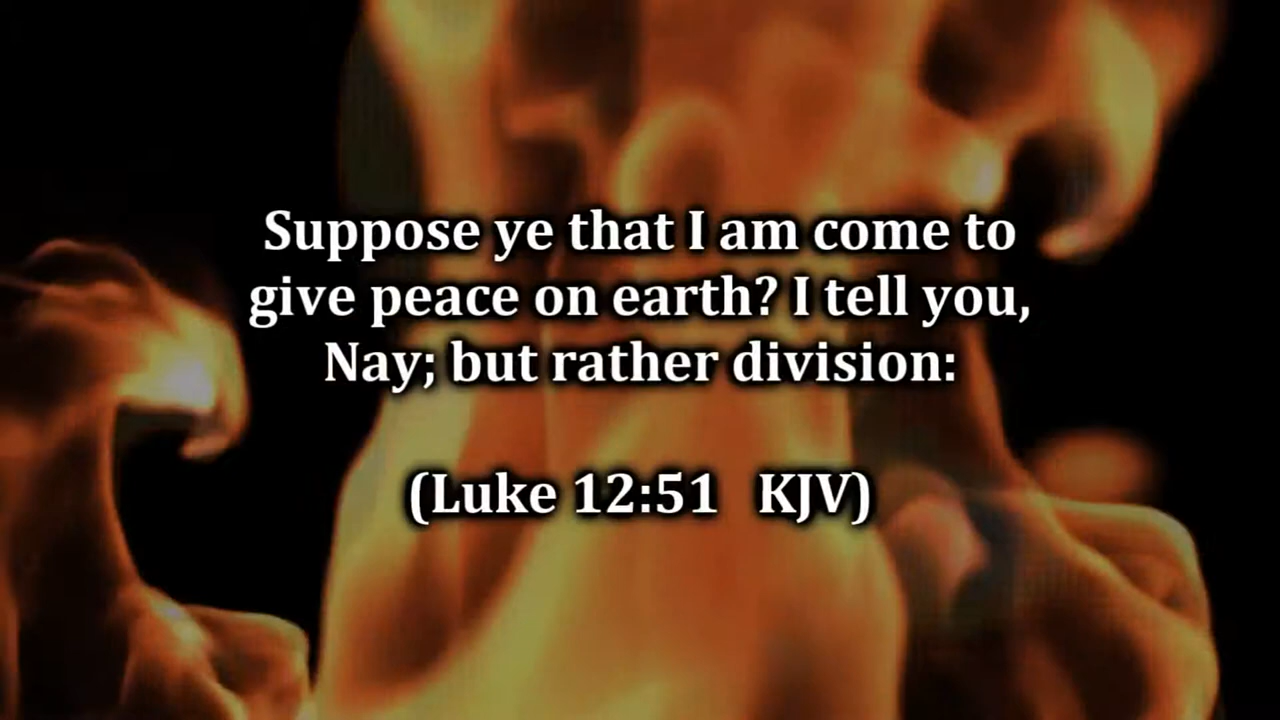 Suppose ye that I am come to
give peace on earth? I tell you,
Nay; but rather division:
(Luke 12:51 KJV)